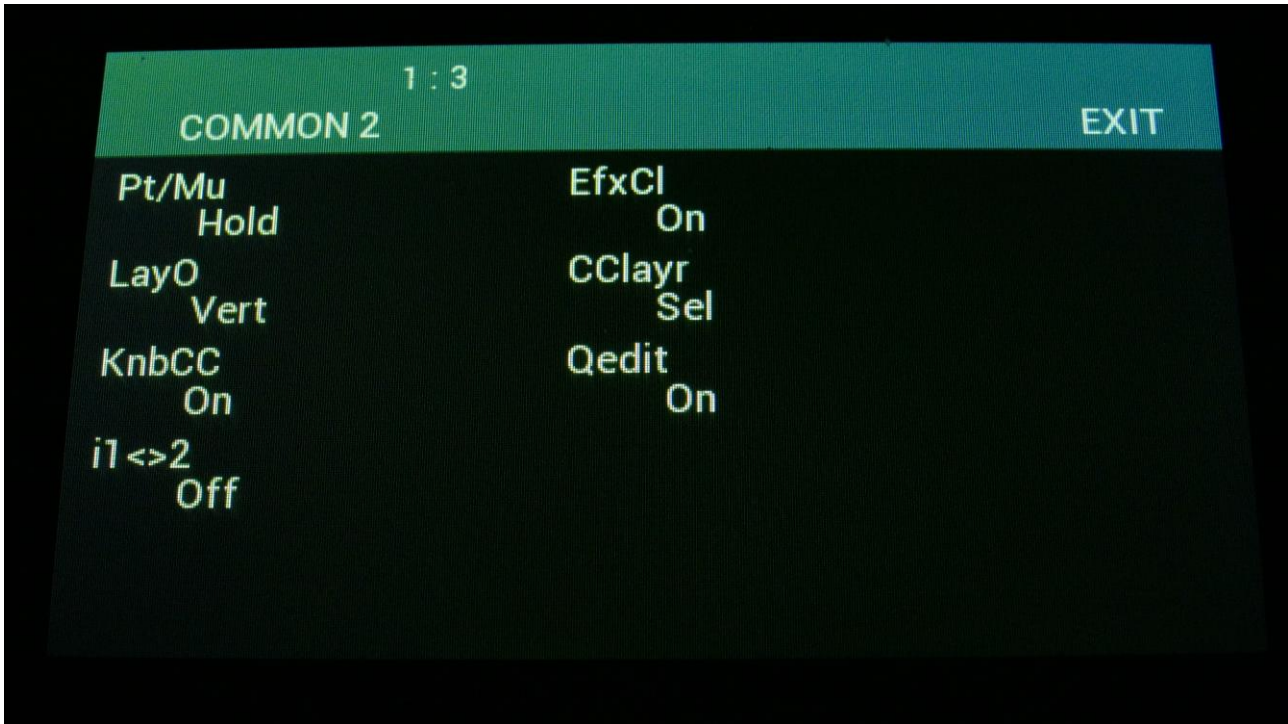 1 : 3
COMMON 2
EXIT
Pt/Mu
Hold
LayO
Vert
KnbCC
On
i1<>2
Off
EfxCl
On
CClayr
Sel
Qedit
On